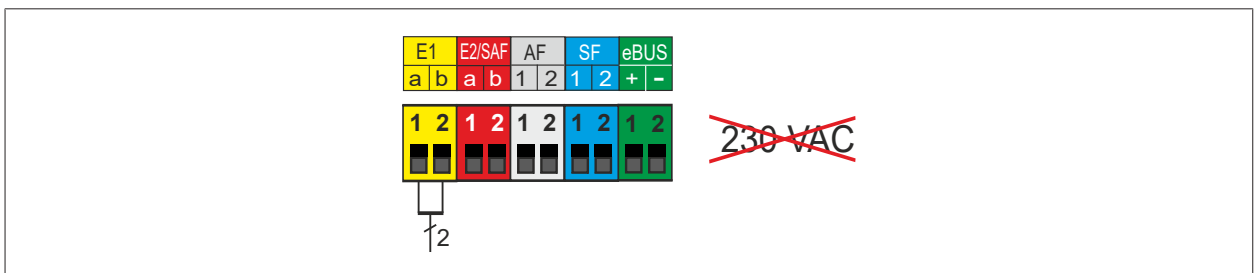 E1 E2/SAF AF SF eBUS
a b a b 1 2 1 2 + -
1 2 1 2 1 2 1 2 1 2
230 VAC
2